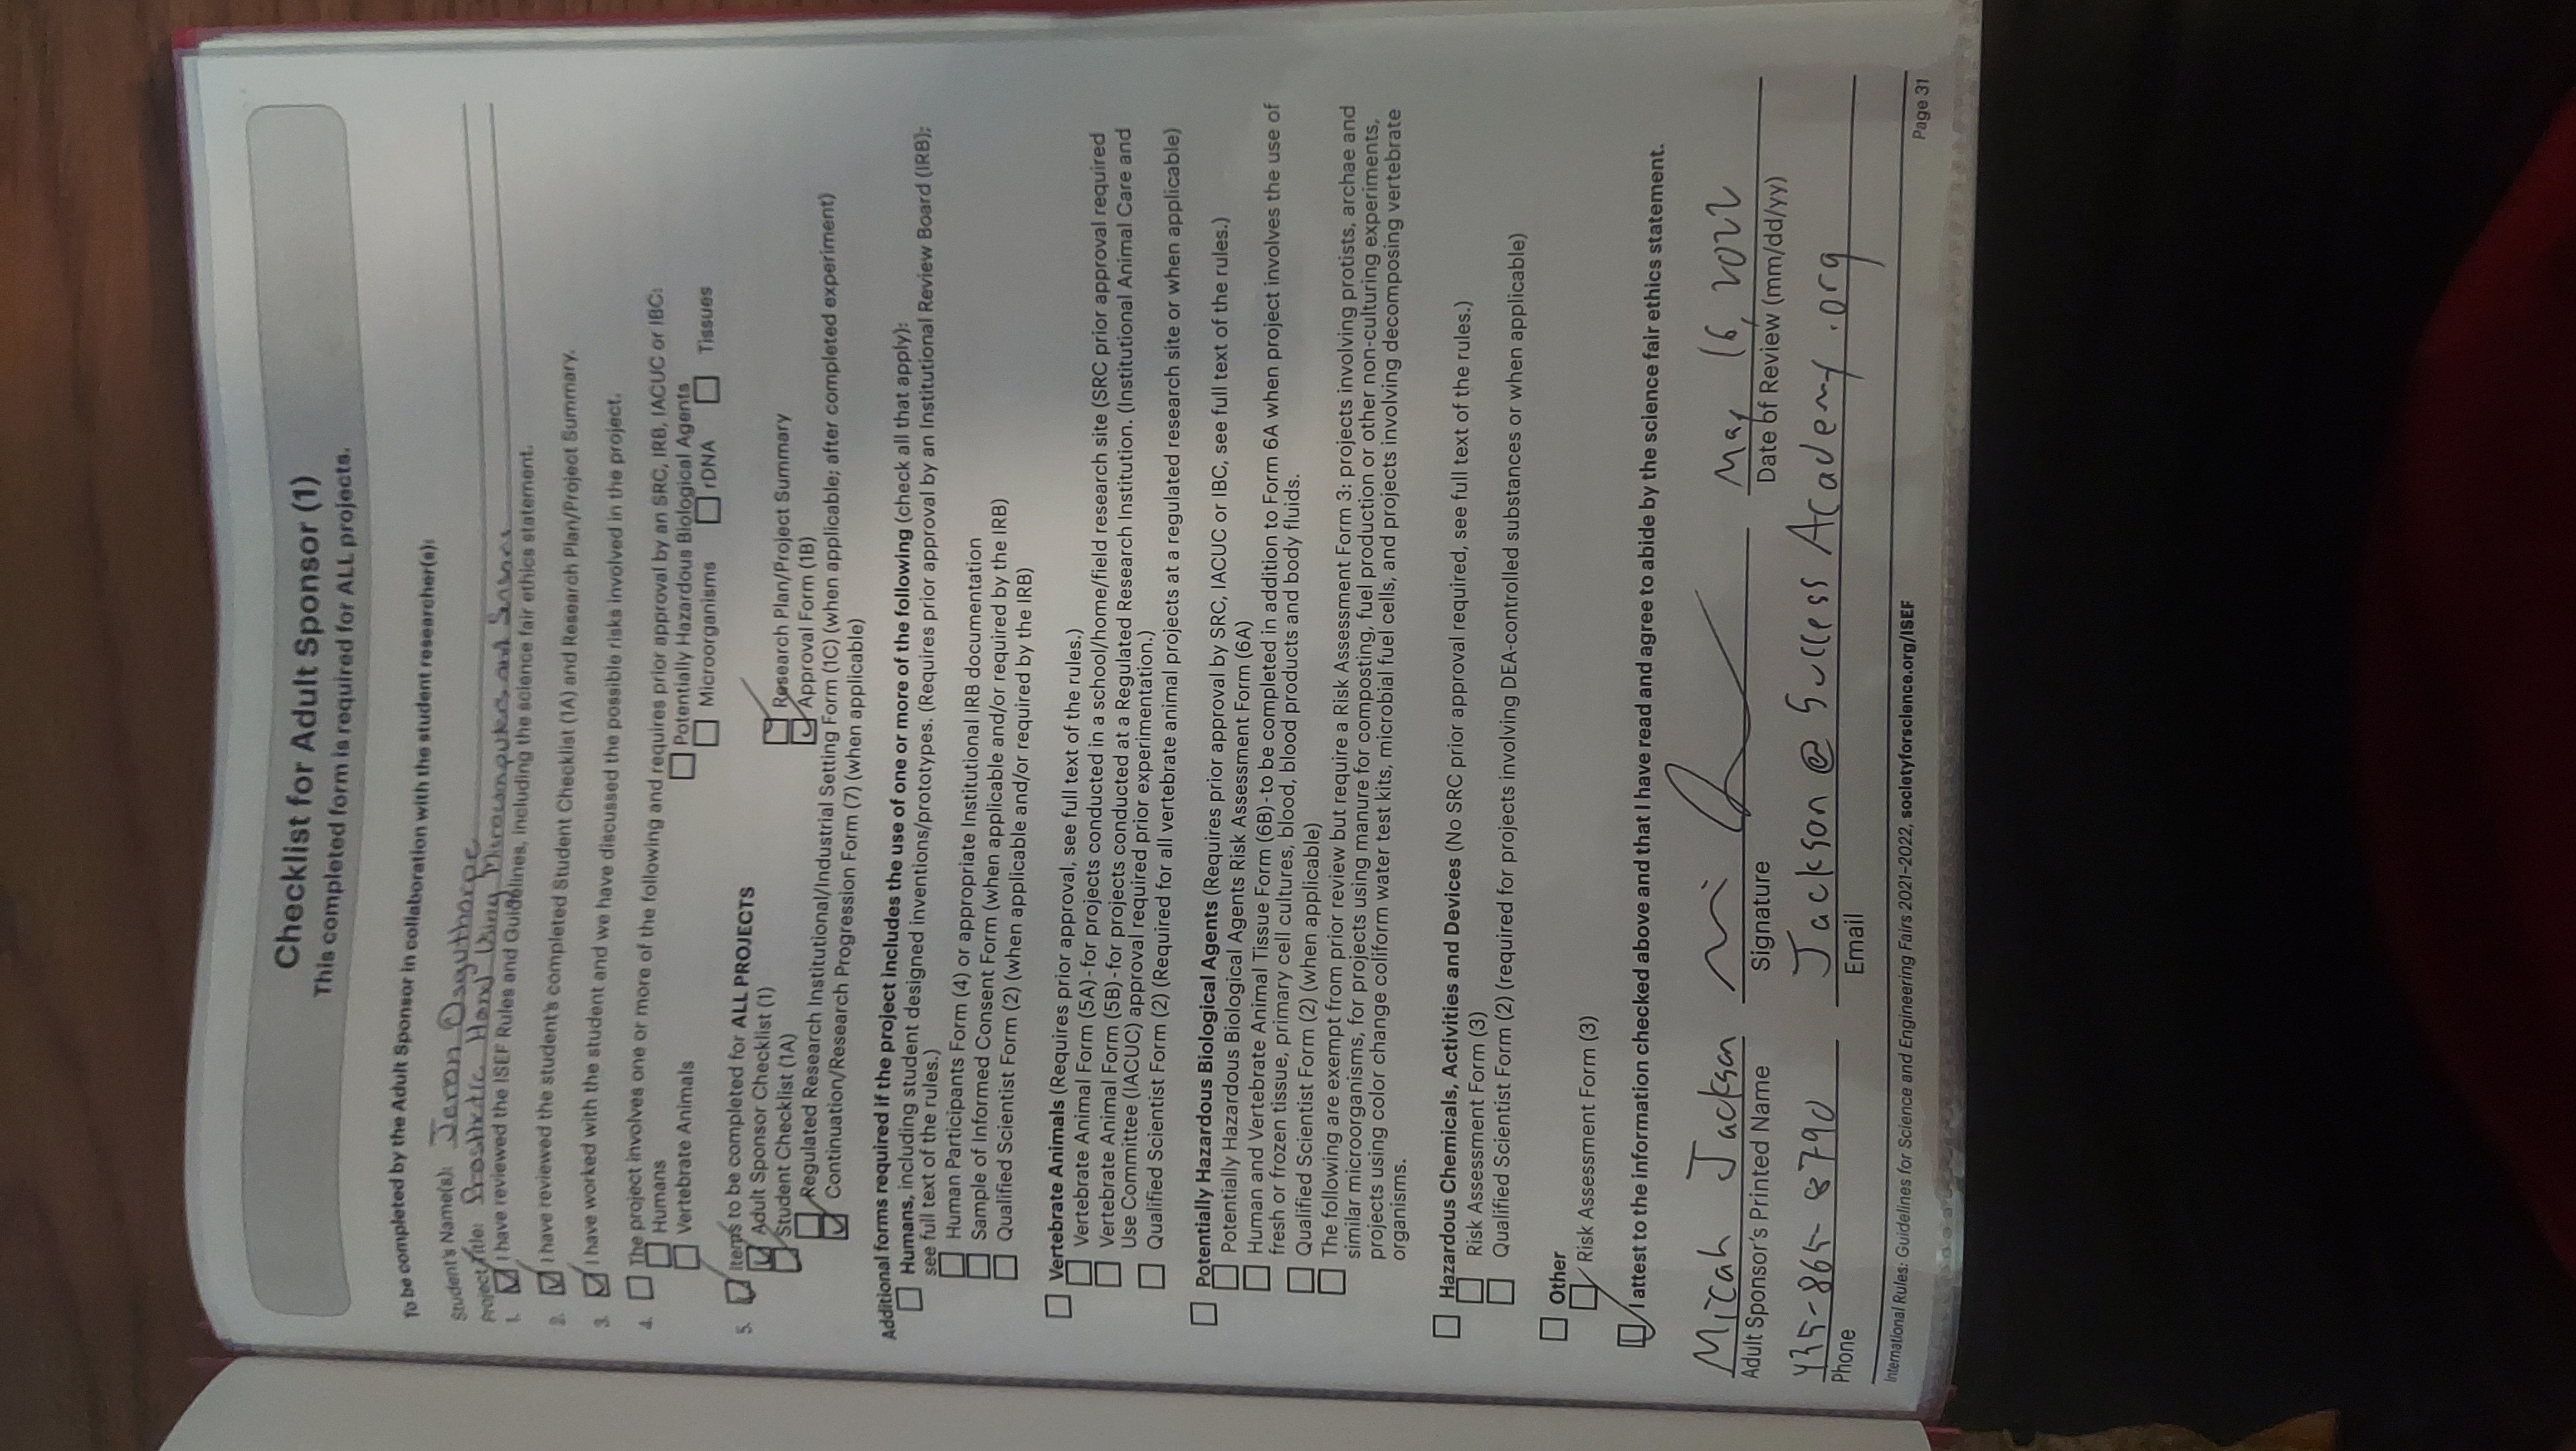 Checklist for Adult Sponsor (1)
This completed form is required for ALL projects.
To be completed by the Adult Sponsor in collaboration with the student researcher(s):
Student's Name(s): Jeron Osguthorpe
Project Title: Prosthetic Hand Using Microcomputers and Sensors
1. I have reviewed the ISEF Rules and Guidelines, including the science fair ethics statement.
2. I have reviewed the student's completed Student Checklist (1A) and Research Plan/Project Summary.
3. I have worked with the student and we have discussed the possible risks involved in the project.
4. The project involves one or more of the following and requires prior approval by an SRC, IRB, IACUC or IBC:
Humans
Potentially Hazardous Biological Agents
Vertebrate Animals
Microorganisms rDNA Tissues
5. Items to be completed for ALL PROJECTS
Adult Sponsor Checklist (1) Research Plan/Project Summary
Student Checklist (1A) Approval Form (1B)
Regulated Research Institutional/Industrial Setting Form (1C) (when applicable; after completed experiment)
Continuation/Research Progression Form (7) (when applicable)
Additional forms required if the project includes the use of one or more of the following (check all that apply):
Humans, including student designed inventions/prototypes. (Requires prior approval by an Institutional Review Board (IRB);
see full text of the rules.)
Human Participants Form (4) or appropriate Institutional IRB documentation
Sample of Informed Consent Form (when applicable and/or required by the IRB)
Qualified Scientist Form (2) (when applicable and/or required by the IRB)
Vertebrate Animals (Requires prior approval, see full text of the rules.)
Vertebrate Animal Form (5A)-for projects conducted in a school/home/field research site (SRC prior approval required
Vertebrate Animal Form (5B)-for projects conducted at a Regulated Research Institution. (Institutional Animal Care and
Use Committee (IACUC) approval required prior experimentation.)
Qualified Scientist Form (2) (Required for all vertebrate animal projects at a regulated research site or when applicable)
Potentially Hazardous Biological Agents (Requires prior approval by SRC, IACUC or IBC, see full text of the rules.)
Potentially Hazardous Biological Agents Risk Assessment Form (6A)
Human and Vertebrate Animal Tissue Form (6B)-to be completed in addition to Form 6A when project involves the use of
fresh or frozen tissue, primary cell cultures, blood, blood products and body fluids.
Qualified Scientist Form (2) (when applicable)
The following are exempt from prior review but require a Risk Assessment Form 3: projects involving protists, archae and
similar microorganisms, for projects using manure for composting, fuel production or other non-culturing experiments,
projects using color change coliform water test kits, microbial fuel cells, and projects involving decomposing vertebrate
organisms.
Hazardous Chemicals, Activities and Devices (No SRC prior approval required, see full text of the rules.)
Risk Assessment Form (3)
Qualified Scientist Form (2) (required for projects involving DEA-controlled substances or when applicable)
Other
Risk Assessment Form (3)
I attest to the information checked above and that I have read and agree to abide by the science fair ethics statement.
Micah Jackson May 16, 2022
Adult Sponsor's Printed Name Signature Date of Review (mm/dd/yy)
435-865-8790 Jackson@SuccessAcademy.org
Phone Email
International Rules: Guidelines for Science and Engineering Fairs 2021-2022, societyforscience.org/ISEF
Page 31